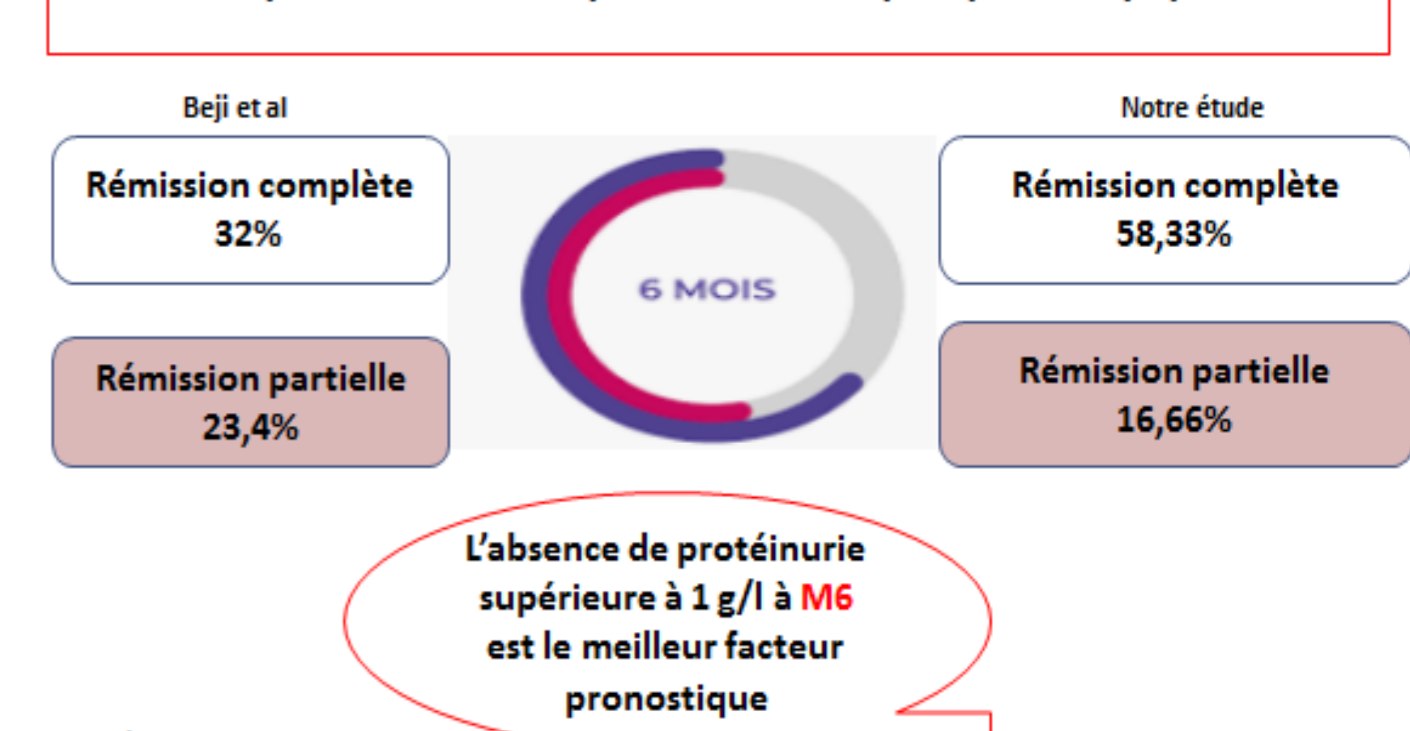 Beji et al
Notre étude
Rémission complète
32%
6 MOIS
Rémission complète
58,33%
Rémission partielle
23,4%
Rémission partielle
16,66%
L'absence de protéinurie
supérieure à 1 g/l à M6
est le meilleur facteur
pronostique